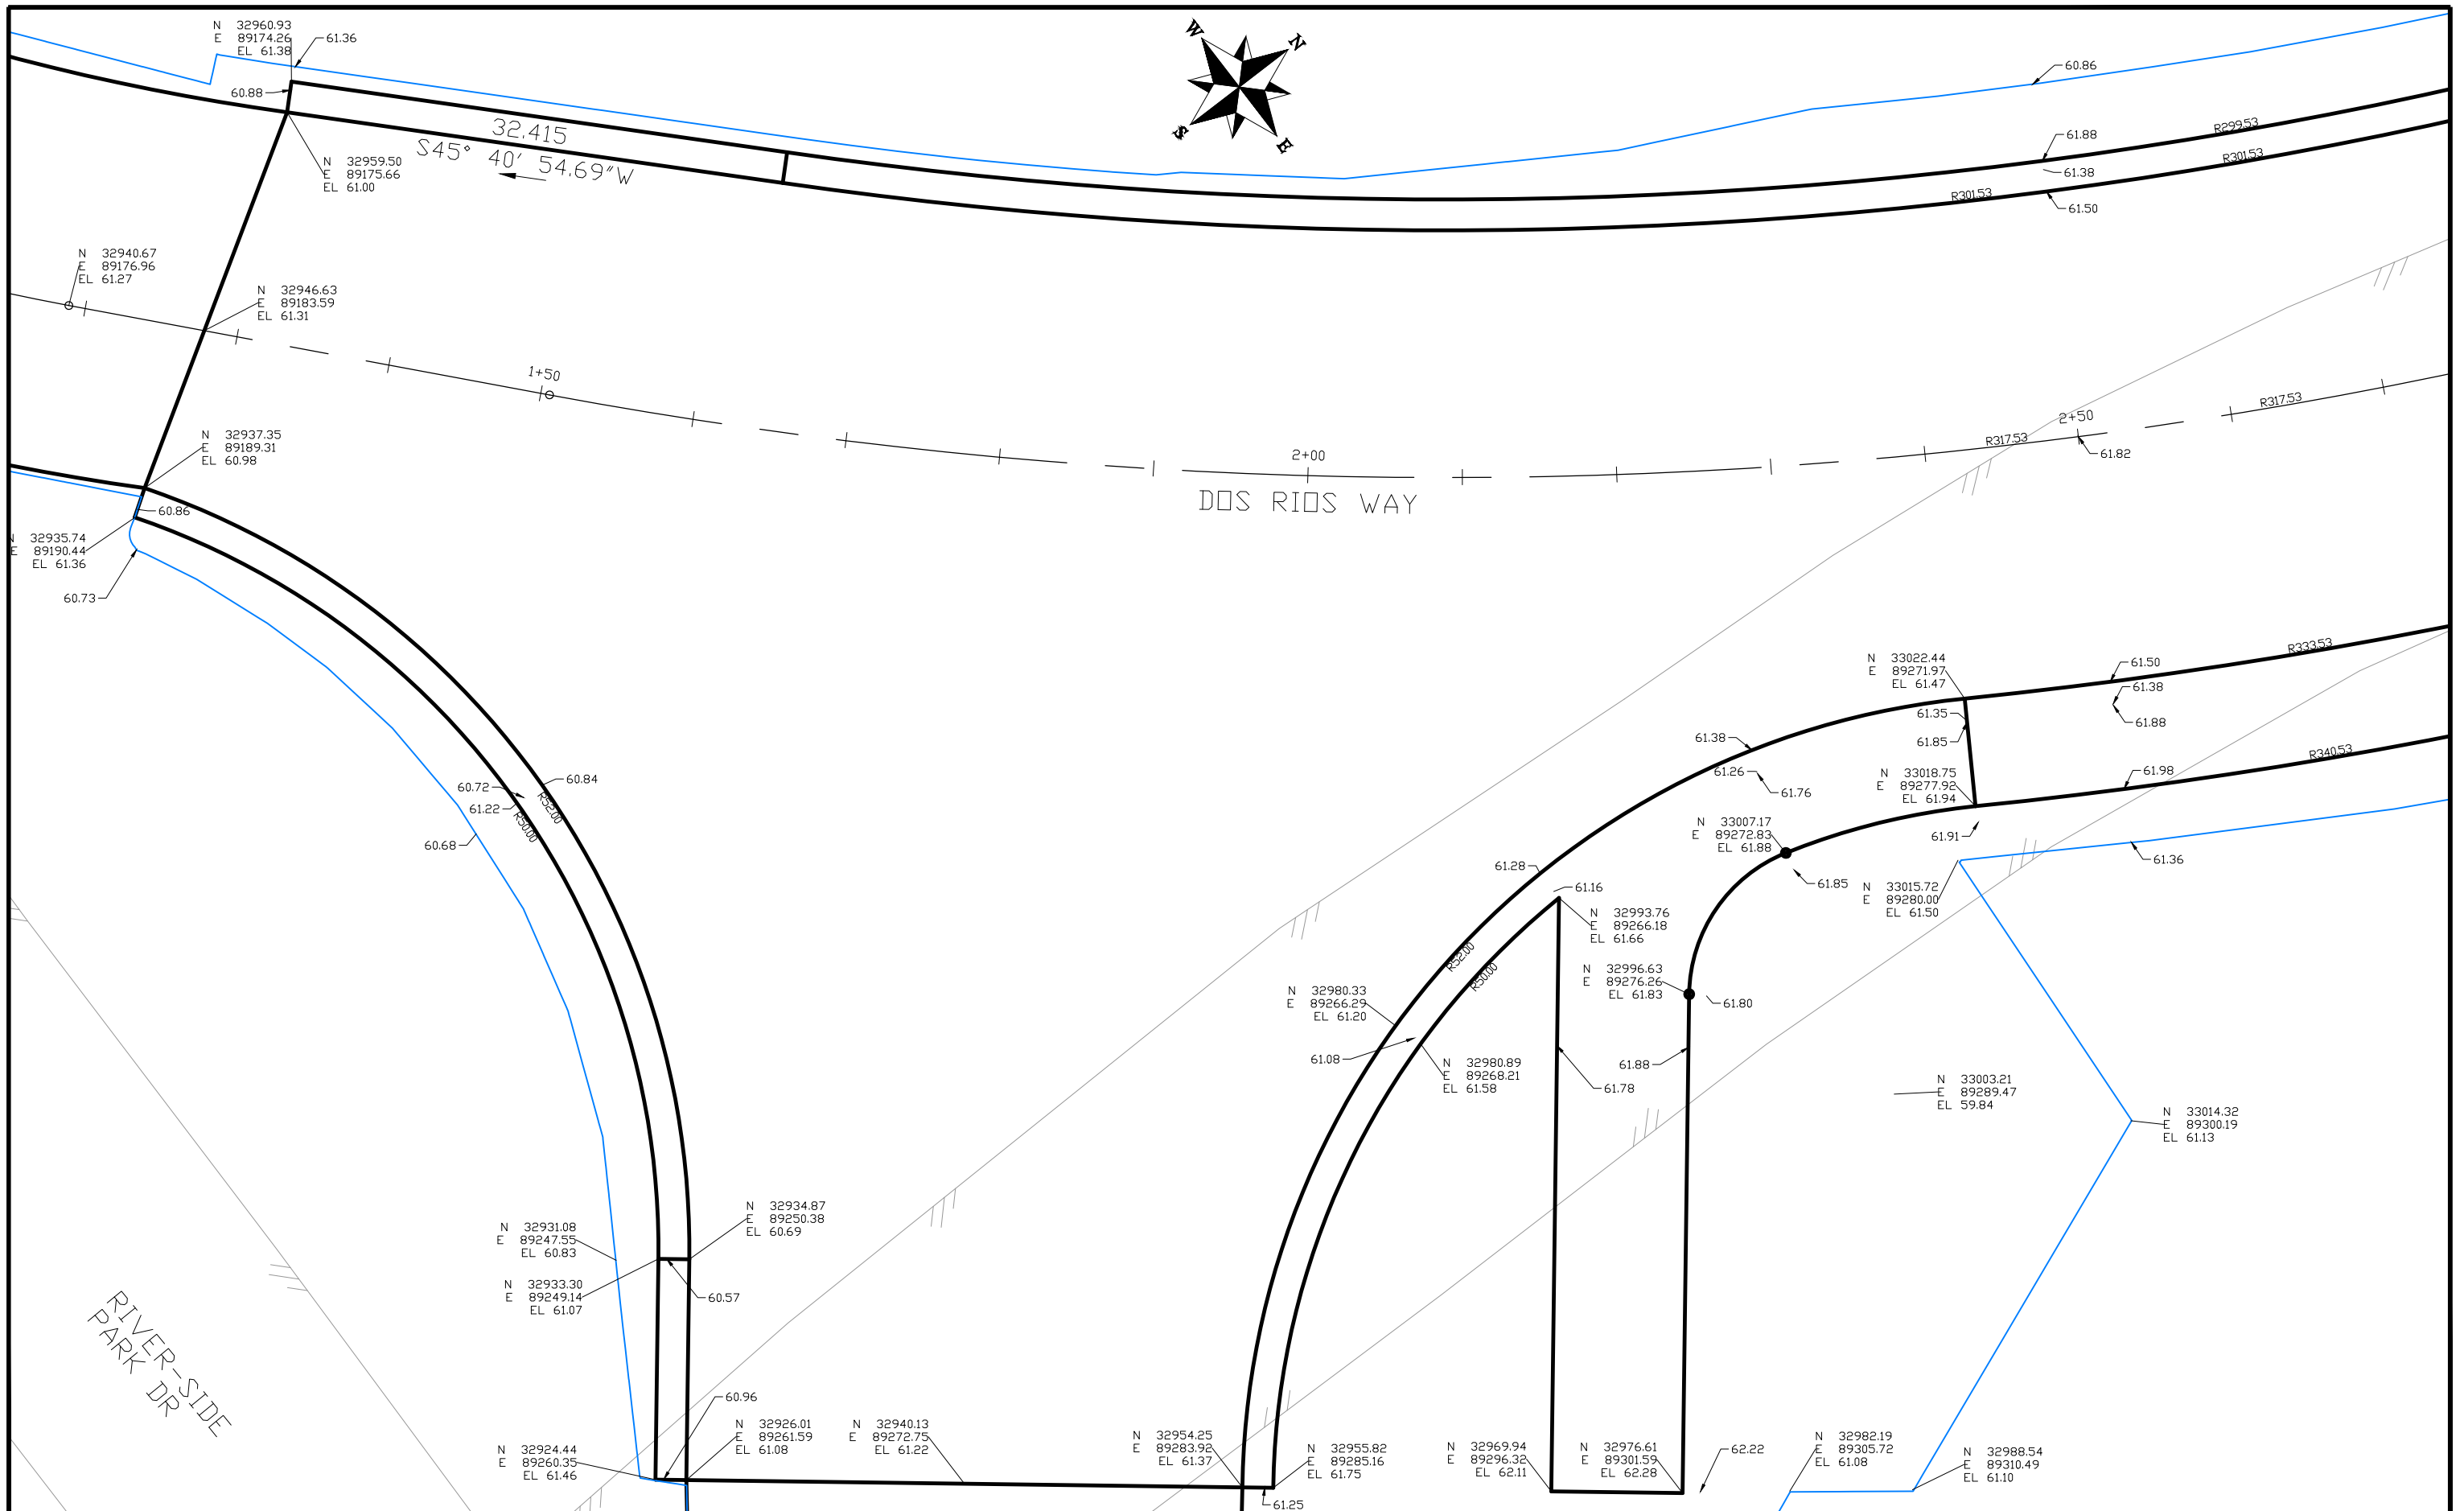 N 32960.93
E 89174.26
EL 61.38
61.36
60.88
W
N
S
E
60.86
32.415
S45° 40' 54.69"W
N 32959.50
E 89175.66
EL 61.00
61.88
61.38
61.50
R299.53
R301.53
R301.53
N 32940.67
E 89176.96
EL 61.27
N 32946.63
E 89183.59
EL 61.31
1+50
2+00
2+50
R317.53
R317.53
61.82
DOS RIOS WAY
N 32937.35
E 89189.31
EL 60.98
60.86
N 32935.74
E 89190.44
EL 61.36
60.73
N 33022.44
E 89271.97
EL 61.47
61.50
61.38
61.88
R333.53
61.35
61.85
61.38
61.26
61.76
N 33018.75
E 89277.92
EL 61.94
61.98
R340.53
60.72
61.22
60.84
R52.00
R50.00
60.68
N 33007.17
E 89272.83
EL 61.88
61.91
61.36
61.85
61.28
61.16
N 33015.72
E 89280.00
EL 61.50
N 32993.76
E 89266.18
EL 61.66
R52.00
R50.00
N 32996.63
E 89276.26
EL 61.83
61.80
N 32980.33
E 89266.29
EL 61.20
61.08
N 32980.89
E 89268.21
EL 61.58
61.88
61.78
N 33003.21
E 89289.47
EL 59.84
N 33014.32
E 89300.19
EL 61.13
N 32934.87
E 89250.38
EL 60.69
N 32931.08
E 89247.55
EL 60.83
N 32933.30
E 89249.14
EL 61.07
60.57
RIVER-SIDE
PARK DR
60.96
N 32926.01
E 89261.59
EL 61.08
N 32940.13
E 89272.75
EL 61.22
N 32924.44
E 89260.35
EL 61.46
N 32954.25
E 89283.92
EL 61.37
N 32955.82
E 89285.16
EL 61.75
61.25
N 32969.94
E 89296.32
EL 62.11
N 32976.61
E 89301.59
EL 62.28
62.22
N 32982.19
E 89305.72
EL 61.08
N 32988.54
E 89310.49
EL 61.10